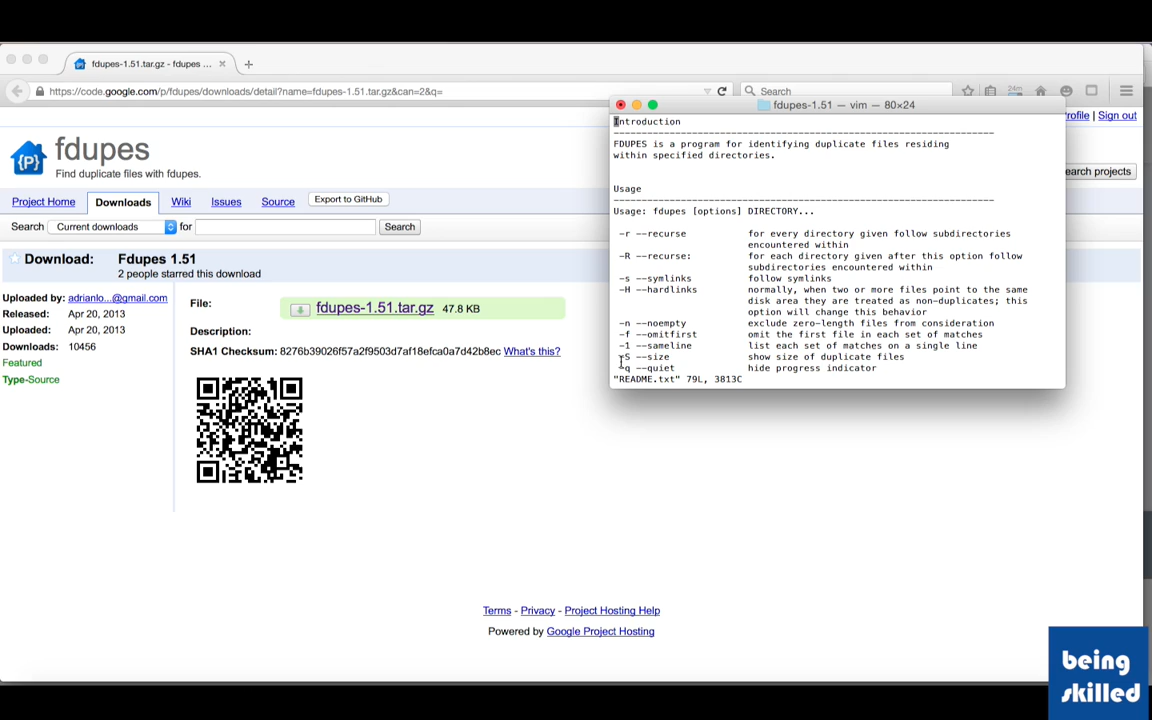 fdupes-1.51.tar.gz - fdupes ...
https://code.google.com/p/fdupes/downloads/detail?name=fdupes-1.51.tar.gz&can=2&q=
Search
24m
Profile | Sign out
fdupes
Find duplicate files with fdupes.
earch projects
Project Home
Downloads
Wiki
Issues
Source
Export to GitHub
Search
Current downloads
for
Search
Download: Fdupes 1.51
2 people starred this download
Uploaded by: adrianlo...@gmail.com
Released: Apr 20, 2013
Uploaded: Apr 20, 2013
Downloads: 10456
Featured
Type-Source
File: fdupes-1.51.tar.gz 47.8 KB
Description:
SHA1 Checksum: 8276b39026f57a2f9503d7af18efca0a7d42b8ec What's this?
fdupes-1.51 — vim — 80×24
Introduction
--------------------------------------------------------------------
FDUPES is a program for identifying duplicate files residing
within specified directories.
Usage
--------------------------------------------------------------------
Usage: fdupes [options] DIRECTORY...
-r --recurse for every directory given follow subdirectories
encountered within
-R --recurse: for each directory given after this option follow
subdirectories encountered within
-s --symlinks follow symlinks
-H --hardlinks normally, when two or more files point to the same
disk area they are treated as non-duplicates; this
option will change this behavior
-n --noempty exclude zero-length files from consideration
-f --omitfirst omit the first file in each set of matches
-1 --sameline list each set of matches on a single line
-S --size show size of duplicate files
-q --quiet hide progress indicator
"README.txt" 79L, 3813C
Terms - Privacy - Project Hosting Help
Powered by Google Project Hosting
being
skilled